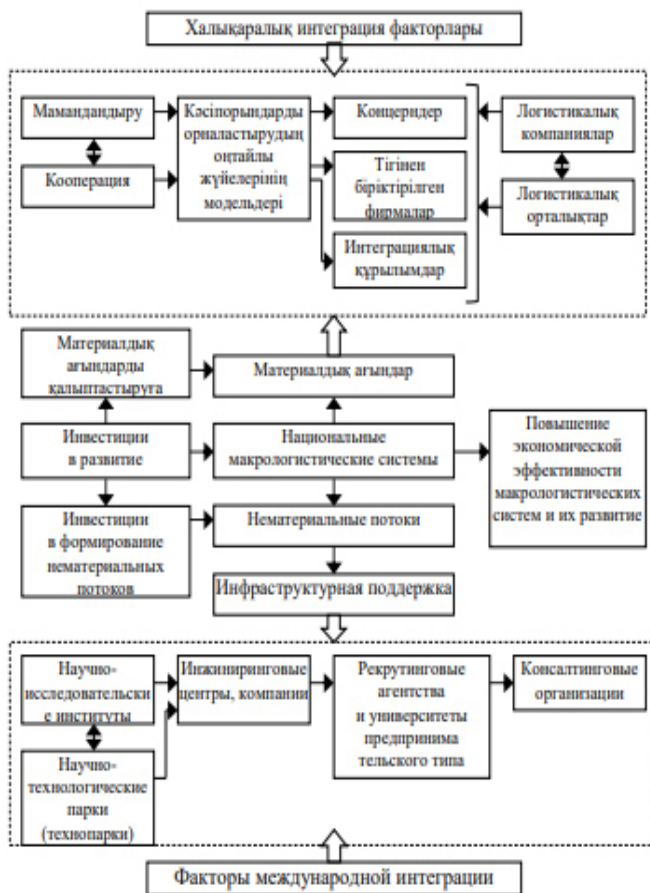 Халықаралық интеграция факторлары
Мамандандыру
Кооперация
Кәсіпорындарды
орналастырудың
оңтайлы
жүйелерінің
модельдері
Концерндер
Тігінен
біріктірілген
фирмалар
Интеграциялық
құрылымдар
Логистикалық
компаниялар
Логистикалық
орталықтар
Материалдық
ағындарды
қалыптастыруға
Материалдық ағындар
Инвестиции
в развитие
Национальные
макрологистические системы
Повышение
экономической
эффективности
макрологистических
систем и их развитие
Инвестиции
в формирование
нематериальных
потоков
Нематериальные потоки
Инфраструктурная поддержка
Научно-
исследовательски
е институты
Научно-
технологические
парки
(технопарки)
Инжиниринговые
центры, компании
Рекрутинговые
агентства
и университеты
предпринима
тельского типа
Консалтинговые
организации
Факторы международной интеграции